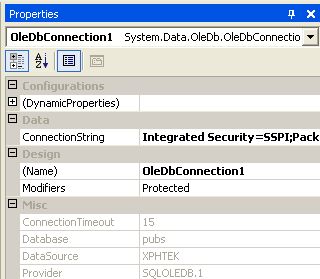 Properties
OleDbConnection1 System.Data.OleDb.OleDbConnectio
Configurations
(DynamicProperties)
Data
ConnectionString Integrated Security=SSPI;Pack
Design
(Name) OleDbConnection1
Modifiers Protected
Misc
ConnectionTimeout 15
Database pubs
DataSource XPHTEK
Provider SQLOLEDB.1